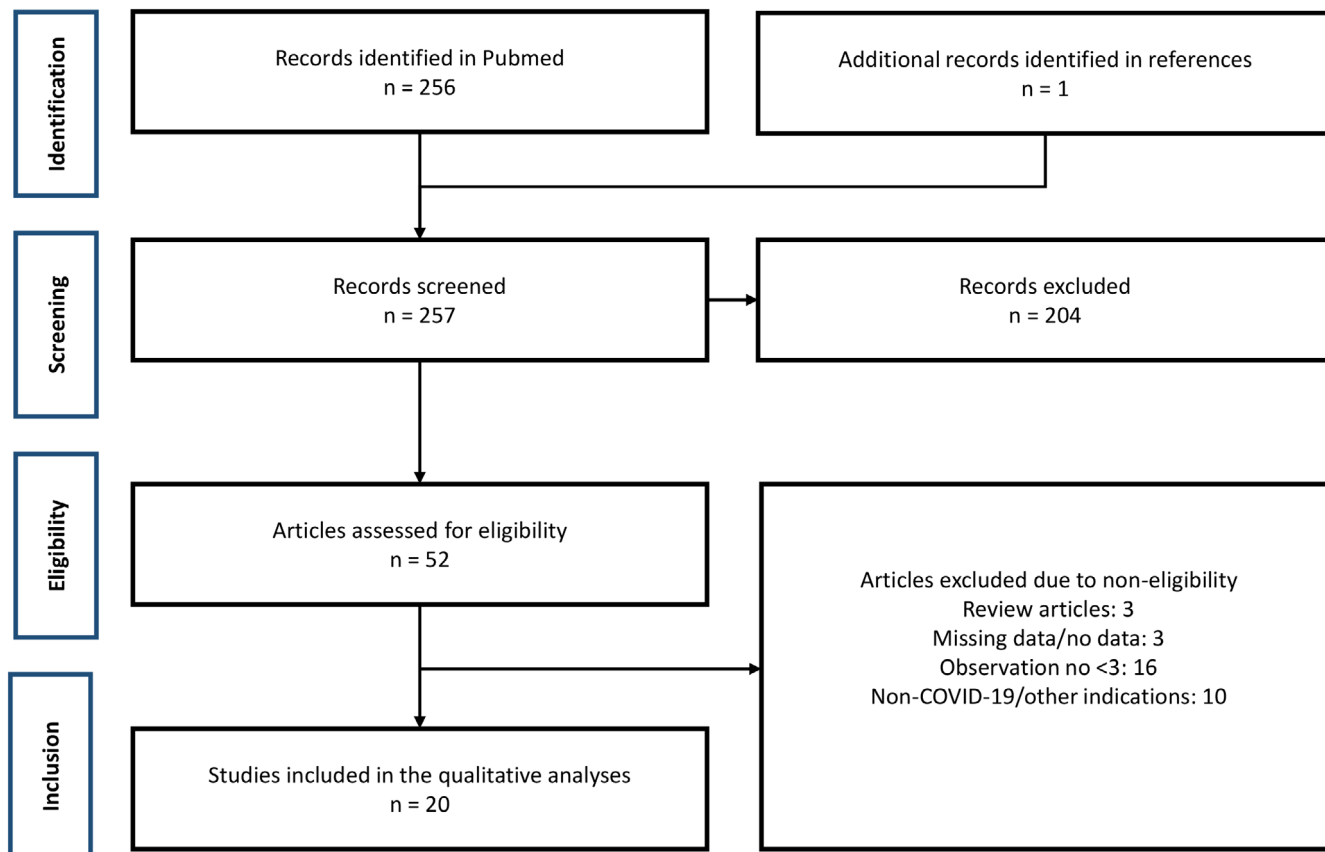 Identification
Records identified in Pubmed
n = 256
Additional records identified in references
n = 1
Screening
Records screened
n = 257
Records excluded
n = 204
Eligibility
Articles assessed for eligibility
n = 52
Articles excluded due to non-eligibility
Review articles: 3
Missing data/no data: 3
Observation no <3: 16
Non-COVID-19/other indications: 10
Inclusion
Studies included in the qualitative analyses
n = 20